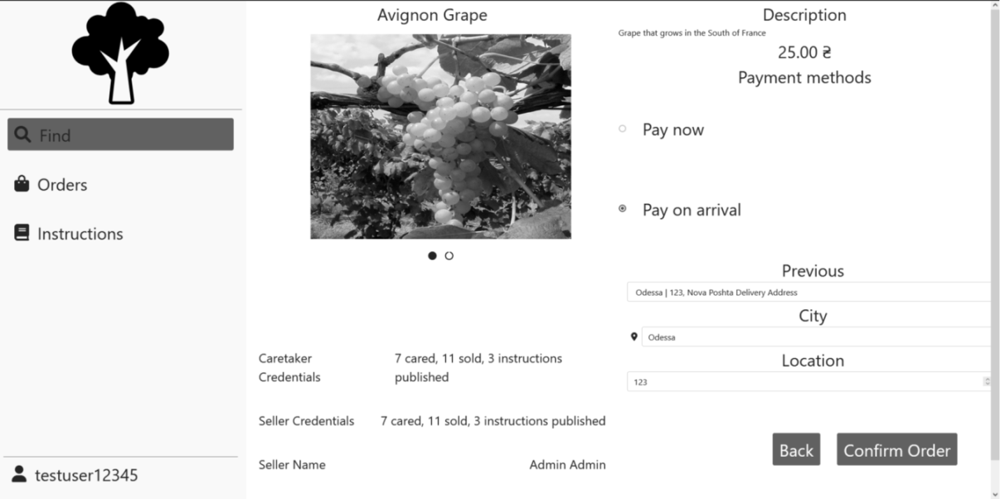 Find
Orders
Instructions
testuser12345
Avignon Grape
Caretaker
Credentials
7 cared, 11 sold, 3 instructions
published
Seller Credentials
7 cared, 11 sold, 3 instructions published
Seller Name
Admin Admin
Description
Grape that grows in the South of France
25.00 ₴
Payment methods
Pay now
Pay on arrival
Previous
Odessa | 123, Nova Poshta Delivery Address
City
Odessa
Location
123
Back
Confirm Order